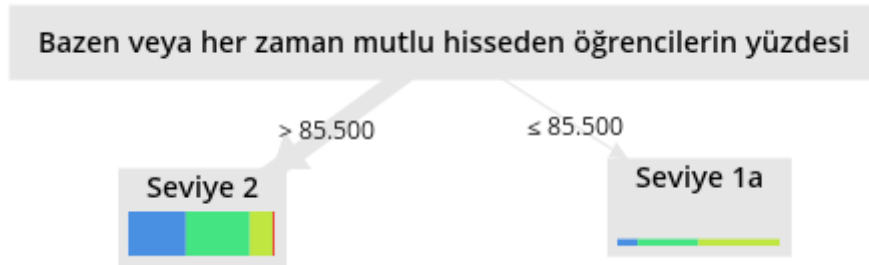 Bazen veya her zaman mutlu hisseden öğrencilerin yüzdesi
> 85.500
≤ 85.500
Seviye 2
Seviye 1a